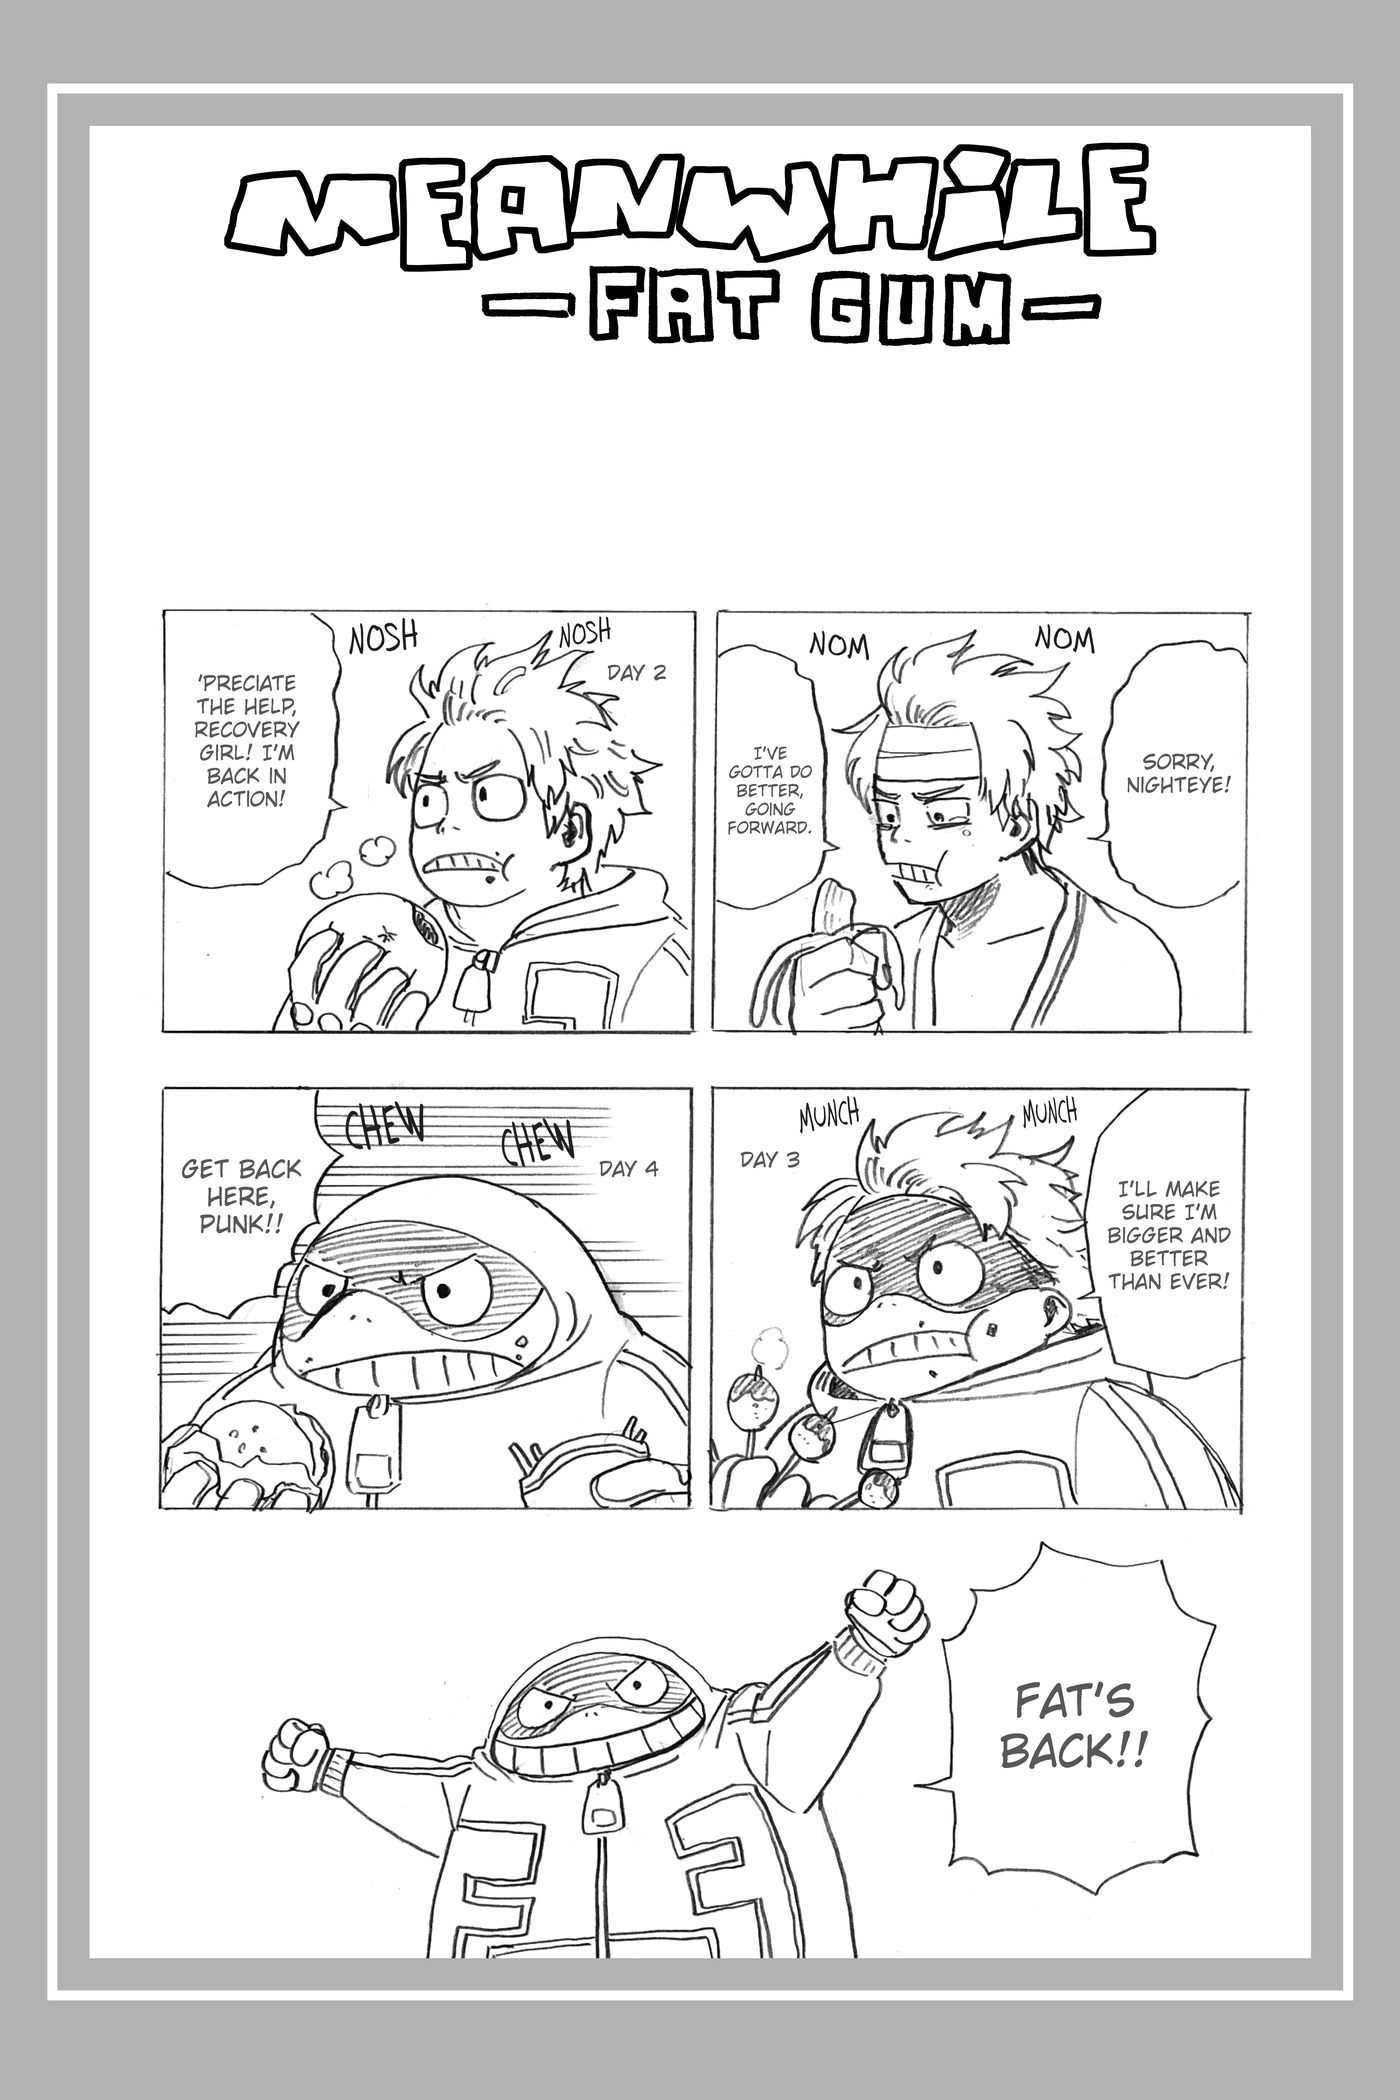 MEANWHILE
—FAT GUM—
NOM
NOM
SORRY,
NIGHTEYE!
I'VE
GOTTA DO
BETTER,
GOING
FORWARD.
NOSH
NOSH
DAY 2
'PRECIATE
THE HELP,
RECOVERY
GIRL! I'M
BACK IN
ACTION!
MUNCH
MUNCH
DAY 3
I'LL MAKE
SURE I'M
BIGGER AND
BETTER
THAN EVER!
CHEW
CHEW
DAY 4
GET BACK
HERE,
PUNK!!
FAT'S
BACK!!